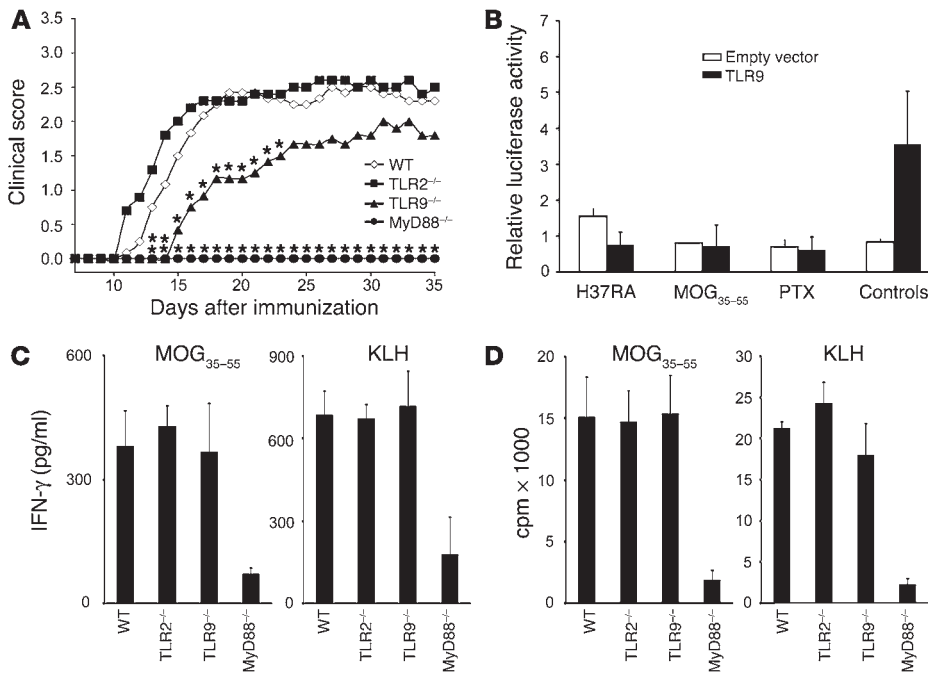 A
Clinical score
3.5
3.0
2.5
2.0
1.5
1.0
0.5
0.0
10
15
20
25
30
35
Days after immunization
WT
TLR2–/–
TLR9–/–
MyD88–/–
B
Relative luciferase activity
7
6
5
4
3
2
1
0
Empty vector
TLR9
H37RA
MOG35–55
PTX
Controls
C
MOG35–55
IFN-γ (pg/ml)
600
300
0
WT
TLR2–/–
TLR9–/–
MyD88–/–
KLH
900
600
300
0
WT
TLR2–/–
TLR9–/–
MyD88–/–
D
MOG35–55
cpm × 1000
20
15
10
5
0
WT
TLR2–/–
TLR9–/–
MyD88–/–
KLH
30
25
20
15
10
5
0
WT
TLR2–/–
TLR9–/–
MyD88–/–